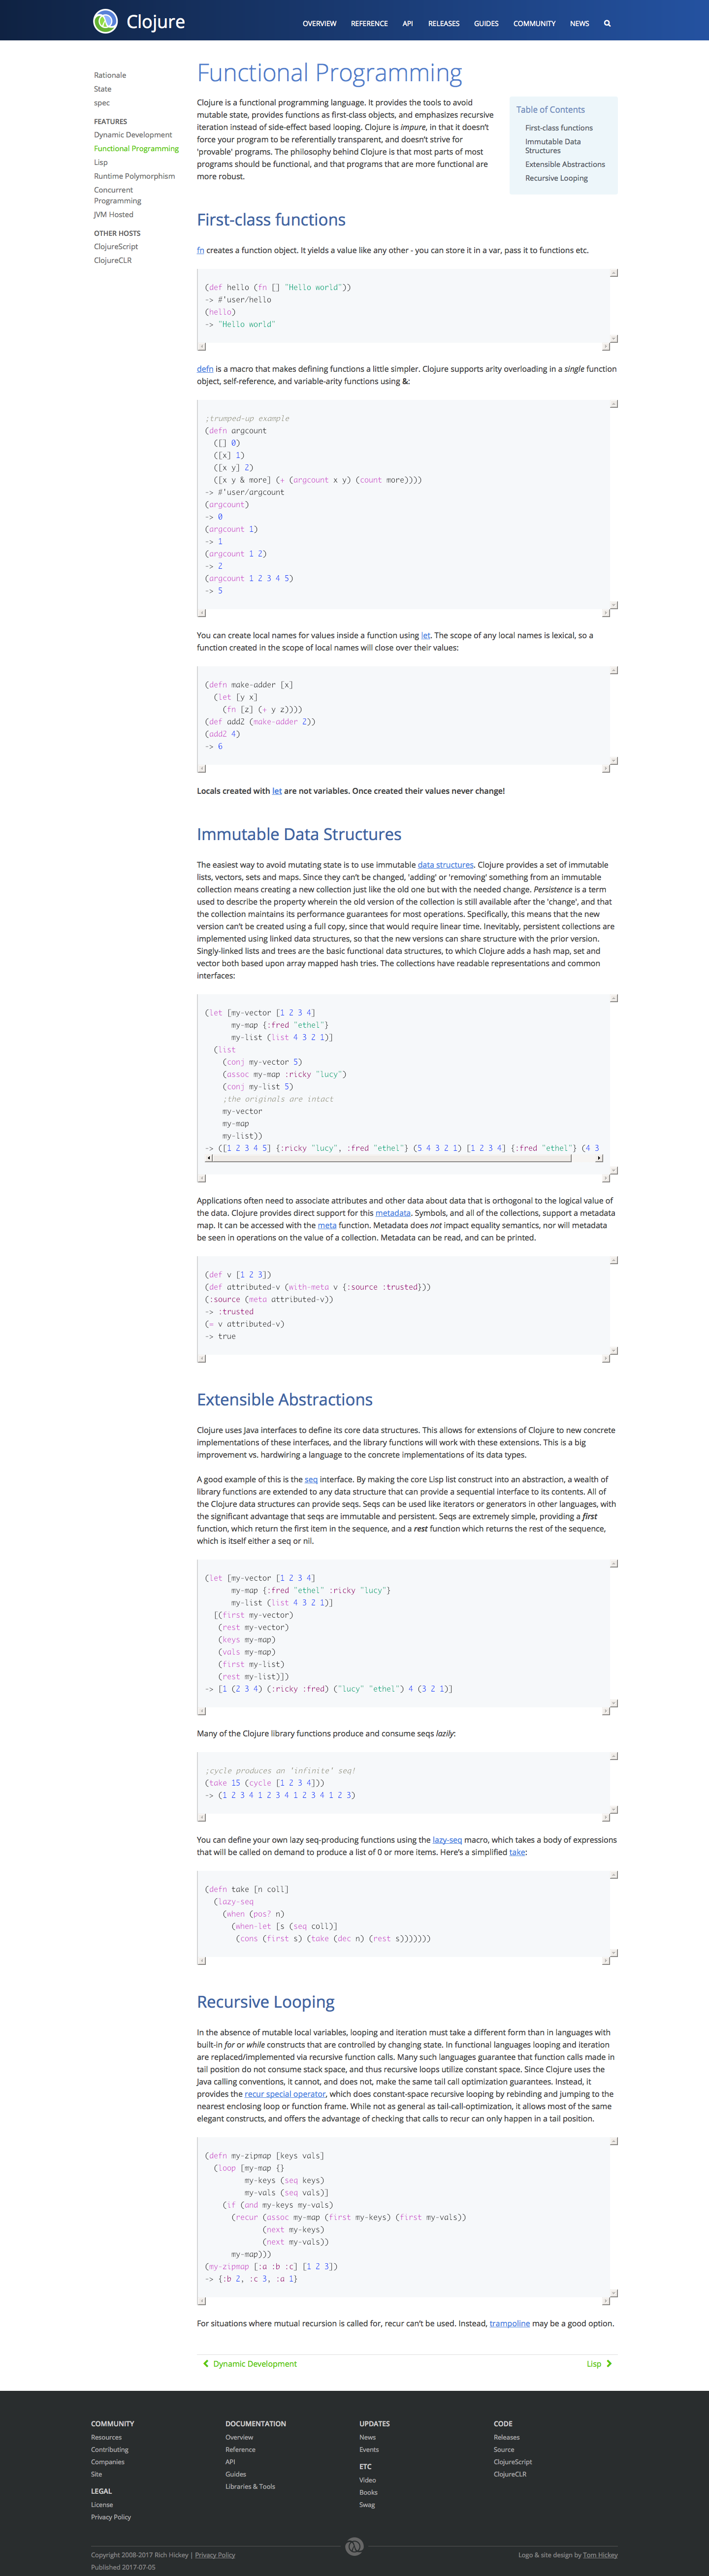 Clojure
OVERVIEW REFERENCE API RELEASES GUIDES COMMUNITY NEWS
Rationale
State
spec
FEATURES
Dynamic Development
Functional Programming
Lisp
Runtime Polymorphism
Concurrent
Programming
JVM Hosted
OTHER HOSTS
ClojureScript
ClojureCLR
Functional Programming
Clojure is a functional programming language. It provides the tools to avoid
mutable state, provides functions as first-class objects, and emphasizes recursive
iteration instead of side-effect based looping. Clojure is impure, in that it doesn't
force your program to be referentially transparent, and doesn't strive for
'provable' programs. The philosophy behind Clojure is that most parts of most
programs should be functional, and that programs that are more functional are
more robust.
Table of Contents
First-class functions
Immutable Data
Structures
Extensible Abstractions
Recursive Looping
First-class functions
fn creates a function object. It yields a value like any other - you can store it in a var, pass it to functions etc.
(def hello (fn [] "Hello world"))
-> #'user/hello
(hello)
-> "Hello world"
defn is a macro that makes defining functions a little simpler. Clojure supports arity overloading in a single function
object, self-reference, and variable-arity functions using &:
;trumped-up example
(defn argcount
([] 0)
([x] 1)
([x y] 2)
([x y & more] (+ (argcount x y) (count more))))
-> #'user/argcount
(argcount)
-> 0
(argcount 1)
-> 1
(argcount 1 2)
-> 2
(argcount 1 2 3 4 5)
-> 5
You can create local names for values inside a function using let. The scope of any local names is lexical, so a
function created in the scope of local names will close over their values:
(defn make-adder [x]
(let [y x]
(fn [z] (+ y z))))
(def add2 (make-adder 2))
(add2 4)
-> 6
Locals created with let are not variables. Once created their values never change!
Immutable Data Structures
The easiest way to avoid mutating state is to use immutable data structures. Clojure provides a set of immutable
lists, vectors, sets and maps. Since they can't be changed, 'adding' or 'removing' something from an immutable
collection means creating a new collection just like the old one but with the needed change. Persistence is a term
used to describe the property wherein the old version of the collection is still available after the 'change', and that
the collection maintains its performance guarantees for most operations. Specifically, this means that the new
version can't be created using a full copy, since that would require linear time. Inevitably, persistent collections are
implemented using linked data structures, so that the new versions can share structure with the prior version.
Singly-linked lists and trees are the basic functional data structures, to which Clojure adds a hash map, set and
vector both based upon array mapped hash tries. The collections have readable representations and common
interfaces:
(let [my-vector [1 2 3 4]
my-map {:fred "ethel"}
my-list (list 4 3 2 1)]
(list
(conj my-vector 5)
(assoc my-map :ricky "lucy")
(conj my-list 5)
;the originals are intact
my-vector
my-map
my-list))
-> ([1 2 3 4 5] {:ricky "lucy", :fred "ethel"} (5 4 3 2 1) [1 2 3 4] {:fred "ethel"} (4 3
Applications often need to associate attributes and other data about data that is orthogonal to the logical value of
the data. Clojure provides direct support for this metadata. Symbols, and all of the collections, support a metadata
map. It can be accessed with the meta function. Metadata does not impact equality semantics, nor will metadata
be seen in operations on the value of a collection. Metadata can be read, and can be printed.
(def v [1 2 3])
(def attributed-v (with-meta v {:source :trusted}))
(:source (meta attributed-v))
-> :trusted
(= v attributed-v)
-> true
Extensible Abstractions
Clojure uses Java interfaces to define its core data structures. This allows for extensions of Clojure to new concrete
implementations of these interfaces, and the library functions will work with these extensions. This is a big
improvement vs. hardwiring a language to the concrete implementations of its data types.
A good example of this is the seq interface. By making the core Lisp list construct into an abstraction, a wealth of
library functions are extended to any data structure that can provide a sequential interface to its contents. All of
the Clojure data structures can provide seqs. Seqs can be used like iterators or generators in other languages, with
the significant advantage that seqs are immutable and persistent. Seqs are extremely simple, providing a first
function, which return the first item in the sequence, and a rest function which returns the rest of the sequence,
which is itself either a seq or nil.
(let [my-vector [1 2 3 4]
my-map {:fred "ethel" :ricky "lucy"}
my-list (list 4 3 2 1)]
[(first my-vector)
(rest my-vector)
(keys my-map)
(vals my-map)
(first my-list)
(rest my-list)])
-> [1 (2 3 4) (:ricky :fred) ("lucy" "ethel") 4 (3 2 1)]
Many of the Clojure library functions produce and consume seqs lazily:
;cycle produces an 'infinite' seq!
(take 15 (cycle [1 2 3 4]))
-> (1 2 3 4 1 2 3 4 1 2 3 4 1 2 3)
You can define your own lazy seq-producing functions using the lazy-seq macro, which takes a body of expressions
that will be called on demand to produce a list of 0 or more items. Here's a simplified take:
(defn take [n coll]
(lazy-seq
(when (pos? n)
(when-let [s (seq coll)]
(cons (first s) (take (dec n) (rest s)))))))
Recursive Looping
In the absence of mutable local variables, looping and iteration must take a different form than in languages with
built-in for or while constructs that are controlled by changing state. In functional languages looping and iteration
are replaced/implemented via recursive function calls. Many such languages guarantee that function calls made in
tail position do not consume stack space, and thus recursive loops utilize constant space. Since Clojure uses the
Java calling conventions, it cannot, and does not, make the same tail call optimization guarantees. Instead, it
provides the recur special operator, which does constant-space recursive looping by rebinding and jumping to the
nearest enclosing loop or function frame. While not as general as tail-call-optimization, it allows most of the same
elegant constructs, and offers the advantage of checking that calls to recur can only happen in a tail position.
(defn my-zipmap [keys vals]
(loop [my-map {}
my-keys (seq keys)
my-vals (seq vals)]
(if (and my-keys my-vals)
(recur (assoc my-map (first my-keys) (first my-vals))
(next my-keys)
(next my-vals))
my-map)))
(my-zipmap [:a :b :c] [1 2 3])
-> {:b 2, :c 3, :a 1}
For situations where mutual recursion is called for, recur can't be used. Instead, trampoline may be a good option.
Dynamic Development
Lisp
COMMUNITY
Resources
Contributing
Companies
Site
LEGAL
License
Privacy Policy
DOCUMENTATION
Overview
Reference
API
Guides
Libraries & Tools
UPDATES
News
Events
ETC
Video
Books
Swag
CODE
Releases
Source
ClojureScript
ClojureCLR
Copyright 2008-2017 Rich Hickey | Privacy Policy
Published 2017-07-05
Logo & site design by Tom Hickey